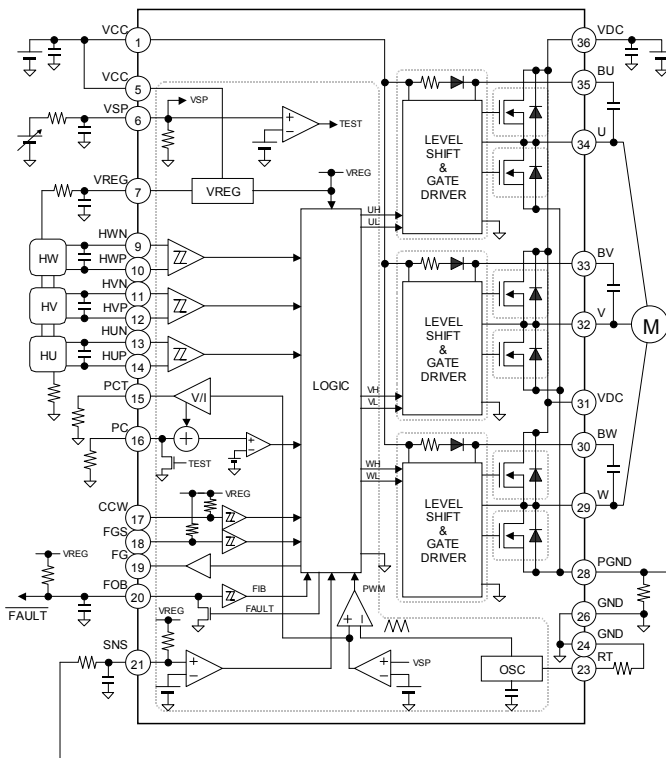 VCC
1
VCC
5
VSP
6
VSP
TEST
VREG
7
VREG
VREG
HW
HWN
9
HWP
10
HV
HVN
11
HVP
12
HU
HUN
13
HUP
14
PCT
15
V/I
PC
16
+
TEST
CCW
17
VREG
FGS
18
FG
19
VREG
FOB
20
FIB
FAULT
FAULT
VREG
SNS
21
+
−
LOGIC
UH
UL
VH
VL
WH
WL
PWM
+
−
+
−
VSP
OSC
LEVEL
SHIFT
&
GATE
DRIVER
LEVEL
SHIFT
&
GATE
DRIVER
LEVEL
SHIFT
&
GATE
DRIVER
VDC
36
BU
35
U
34
BV
33
V
32
M
VDC
31
BW
30
W
29
PGND
28
GND
26
GND
24
RT
23